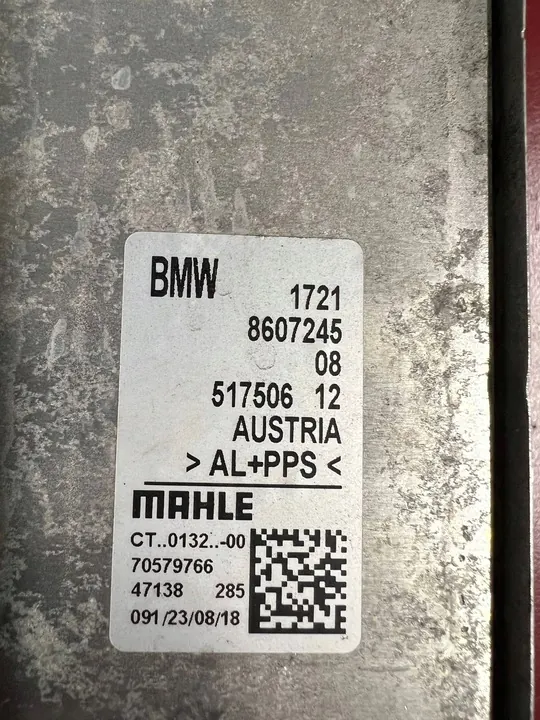 BMW 1721
8607245
08
517506 12
AUSTRIA
> AL+PPS <
MAHLE
CT..0132..-00
70579766
47138 285
091/23/08/18